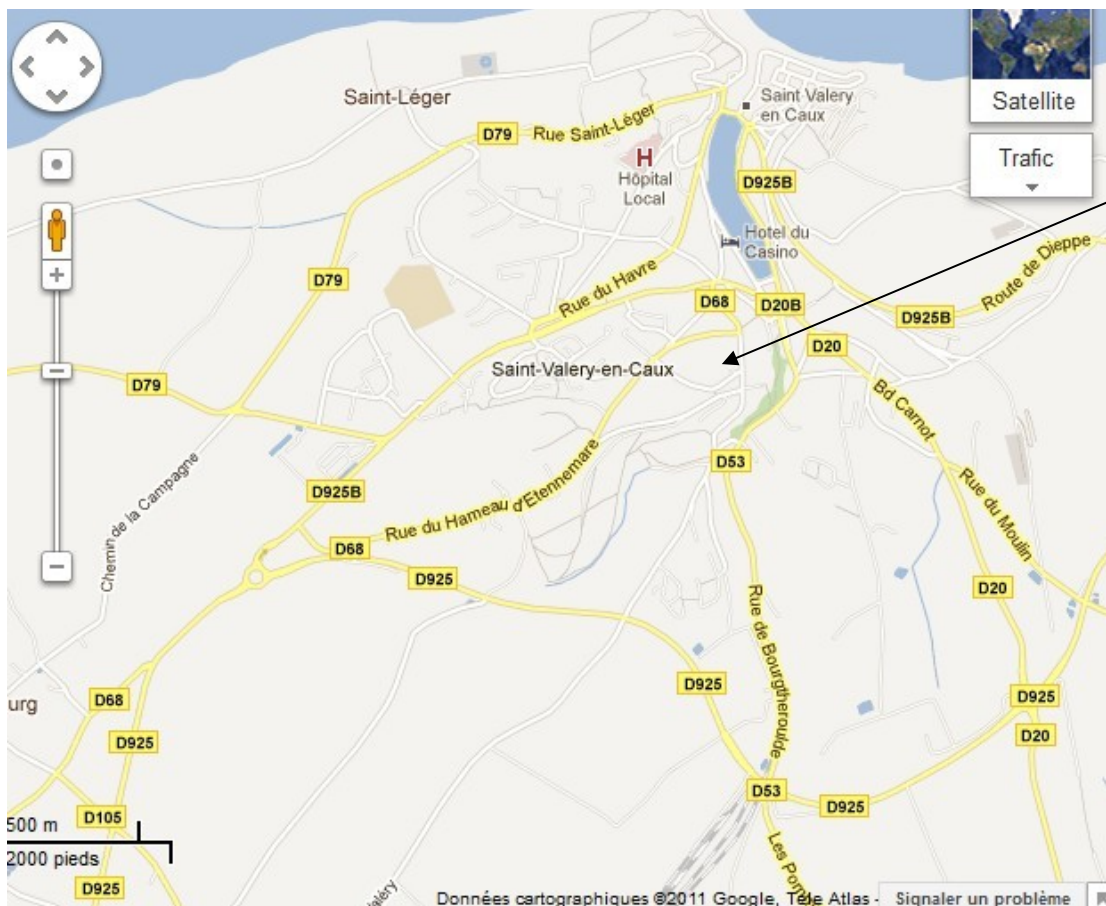 Saint-Léger
D79
Rue Saint-Léger
Saint Valery
en Caux
Satellite
Trafic
H
Hôpital
Local
D925B
Hotel du
Casino
Route de Dieppe
D79
Rue du Havre
D68
D20B
D925B
D20
Saint-Valery-en-Caux
D79
Bd Carnot
Chemin de la Campagne
D925B
D53
Rue du Hameau d'Etennemare
Rue du Moulin
D68
D925
D20
Rue de Bourgtheroulde
urg
D68
D925
D925
D925
D20
D53
D925
D105
500 m
2000 pieds
Les Pom
D925
aléry
Données cartographiques ©2011 Google, Tele Atlas -
Signaler un problème